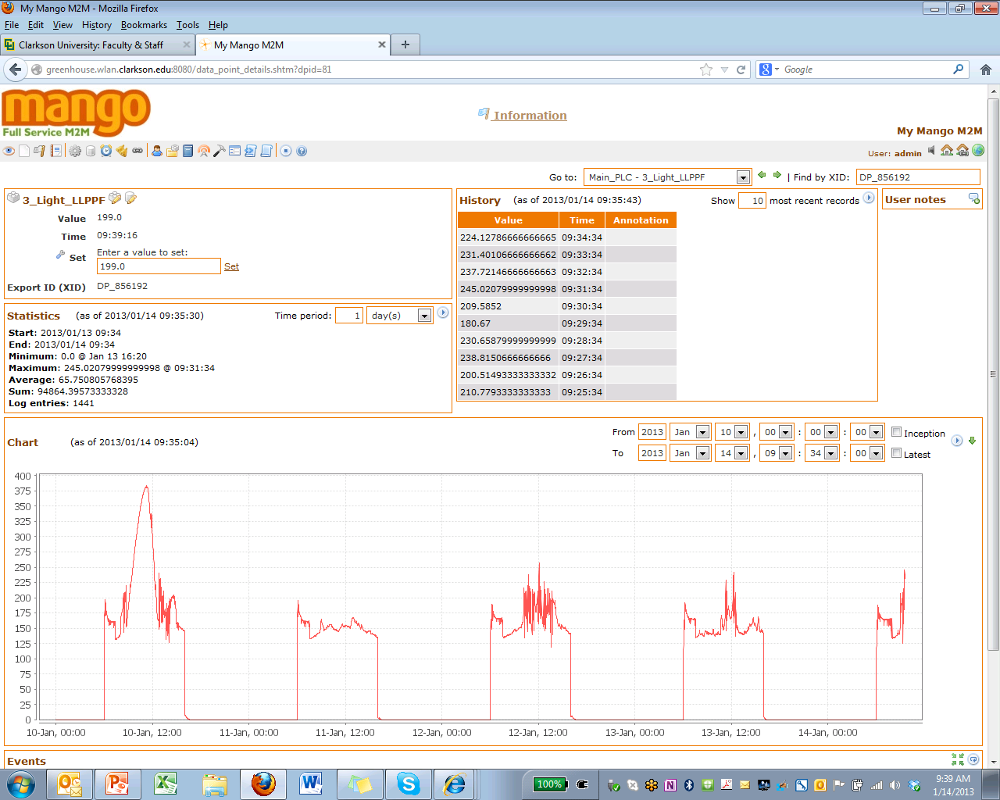 My Mango M2M - Mozilla Firefox
File Edit View History Bookmarks Tools Help
Clarkson University: Faculty & Staff
My Mango M2M
greenhouse.wlan.clarkson.edu:8080/data_point_details.shtm?dpid=81
Google
mango
Full Service M2M
Information
My Mango M2M
User: admin
Go to: Main_PLC - 3_Light_LLPPF | Find by XID: DP_856192
3_Light_LLPPF
Value 199.0
Time 09:39:16
Set Enter a value to set:
199.0 Set
Export ID (XID) DP_856192
Statistics (as of 2013/01/14 09:35:30) Time period: 1 day(s)
Start: 2013/01/13 09:34
End: 2013/01/14 09:34
Minimum: 0.0 @ Jan 13 16:20
Maximum: 245.02079999999998 @ 09:31:34
Average: 65.750805768395
Sum: 94864.39573333328
Log entries: 1441
History (as of 2013/01/14 09:35:43) Show 10 most recent records
Value Time Annotation
224.12786666666665 09:34:34
231.40106666666662 09:33:34
237.72146666666663 09:32:34
245.02079999999998 09:31:34
209.5852 09:30:34
180.67 09:29:34
230.65879999999999 09:28:34
238.8150666666666 09:27:34
200.51493333333332 09:26:34
210.7793333333333 09:25:34
User notes
Chart (as of 2013/01/14 09:35:04)
From 2013 Jan 10 , 00 : 00 : 00 Inception
To 2013 Jan 14 , 09 : 34 : 00 Latest
400
375
350
325
300
275
250
225
200
175
150
125
100
75
50
25
0
10-Jan, 00:00 10-Jan, 12:00 11-Jan, 00:00 11-Jan, 12:00 12-Jan, 00:00 12-Jan, 12:00 13-Jan, 00:00 13-Jan, 12:00 14-Jan, 00:00
Events
100%
9:39 AM
1/14/2013